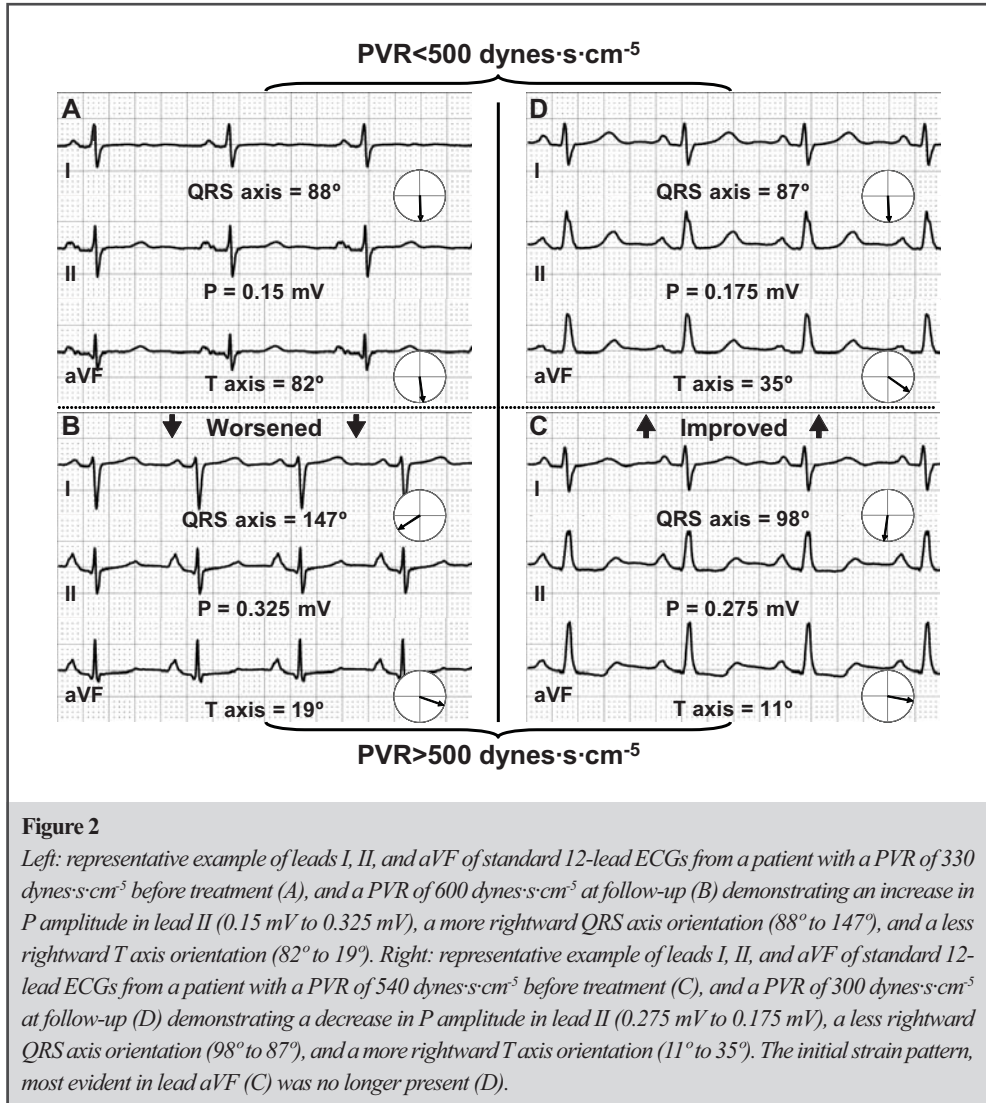 PVR<500 dynes·s·cm-5
A
I
QRS axis = 88º
II
P = 0.15 mV
aVF
T axis = 82º
D
I
QRS axis = 87º
II
P = 0.175 mV
aVF
T axis = 35º
B
Worsened
I
QRS axis = 147º
II
P = 0.325 mV
aVF
T axis = 19º
C
Improved
I
QRS axis = 98º
II
P = 0.275 mV
aVF
T axis = 11º
PVR>500 dynes·s·cm-5
Figure 2
Left: representative example of leads I, II, and aVF of standard 12-lead ECGs from a patient with a PVR of 330
dynes·s·cm-5 before treatment (A), and a PVR of 600 dynes·s·cm-5 at follow-up (B) demonstrating an increase in
P amplitude in lead II (0.15 mV to 0.325 mV), a more rightward QRS axis orientation (88º to 147º), and a less
rightward T axis orientation (82º to 19º). Right: representative example of leads I, II, and aVF of standard 12-
lead ECGs from a patient with a PVR of 540 dynes·s·cm-5 before treatment (C), and a PVR of 300 dynes·s·cm-5
at follow-up (D) demonstrating a decrease in P amplitude in lead II (0.275 mV to 0.175 mV), a less rightward
QRS axis orientation (98º to 87º), and a more rightward T axis orientation (11º to 35º). The initial strain pattern,
most evident in lead aVF (C) was no longer present (D).